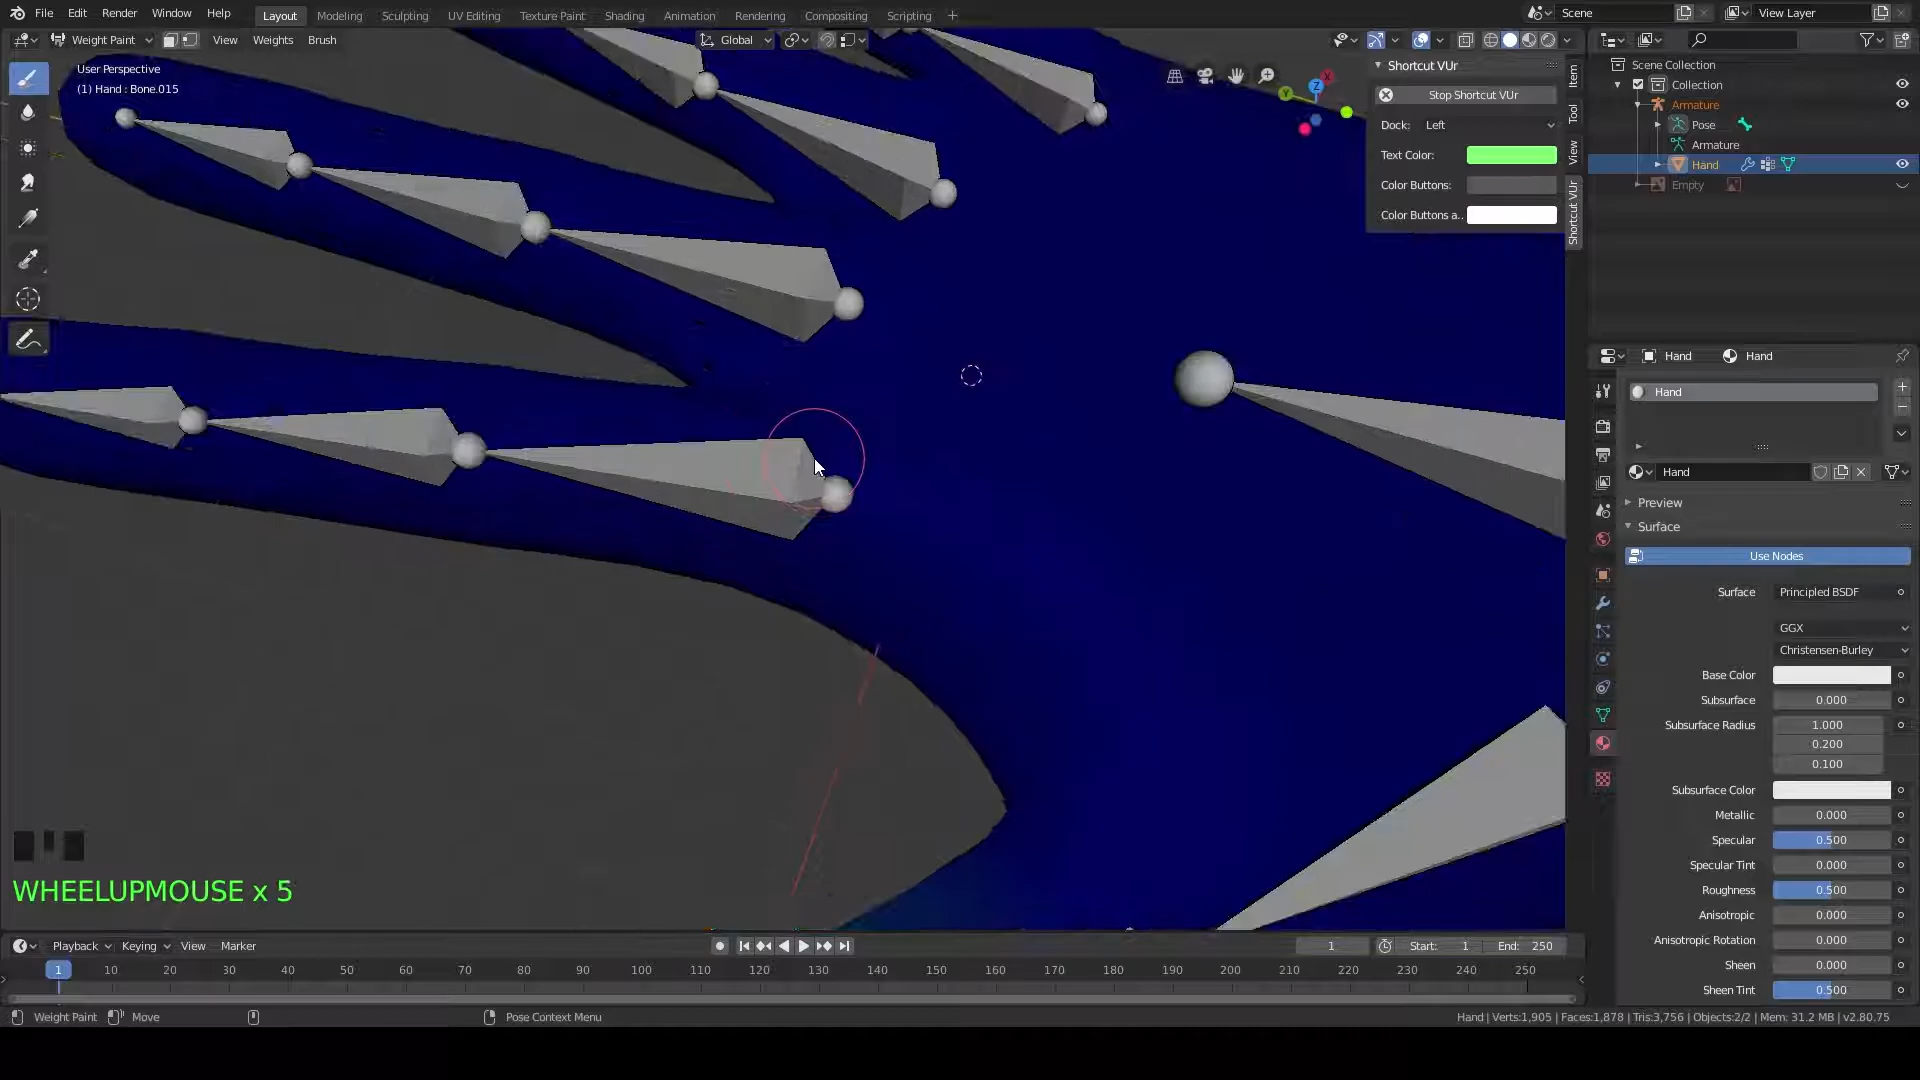 File Edit Render Window Help Layout Modeling Sculpting UV Editing Texture Paint Shading Animation Rendering Compositing Scripting + Scene View Layer
Weight Paint View Weights Brush Global
User Perspective
(1) Hand : Bone.015
Shortcut VUr
Stop Shortcut VUr
Dock: Left
Text Color:
Color Buttons:
Color Buttons a..
Item
Tool
View
Shortcut VUr
X
Y
Z
Scene Collection
Collection
Armature
Pose
Armature
Hand
Empty
Hand Hand
Hand
Hand
Preview
Surface
Use Nodes
Surface Principled BSDF
GGX
Christensen-Burley
Base Color
Subsurface 0.000
Subsurface Radius 1.000
0.200
0.100
Subsurface Color
Metallic 0.000
Specular 0.500
Specular Tint 0.000
Roughness 0.500
Anisotropic 0.000
Anisotropic Rotation 0.000
Sheen 0.000
Sheen Tint 0.500
WHEELUPMOUSE x 5
Playback Keying View Marker 1 Start: 1 End: 250
1 10 20 30 40 50 60 70 80 90 100 110 120 130 140 150 160 170 180 190 200 210 220 230 240 250
Weight Paint Move Pose Context Menu Hand | Verts:1,905 | Faces:1,878 | Tris:3,756 | Objects:2/2 | Mem: 31.2 MB | v2.80.75